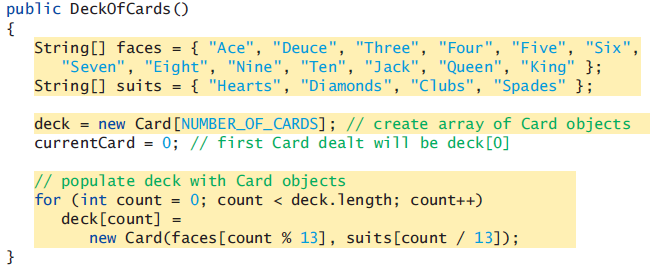 public DeckOfCards()
{
   String[] faces = { "Ace", "Deuce", "Three", "Four", "Five", "Six",
      "Seven", "Eight", "Nine", "Ten", "Jack", "Queen", "King" };
   String[] suits = { "Hearts", "Diamonds", "Clubs", "Spades" };
   deck = new Card[NUMBER_OF_CARDS]; // create array of Card objects
   currentCard = 0; // first Card dealt will be deck[0]
   // populate deck with Card objects
   for (int count = 0; count < deck.length; count++)
      deck[count] =
         new Card(faces[count % 13], suits[count / 13]);
}